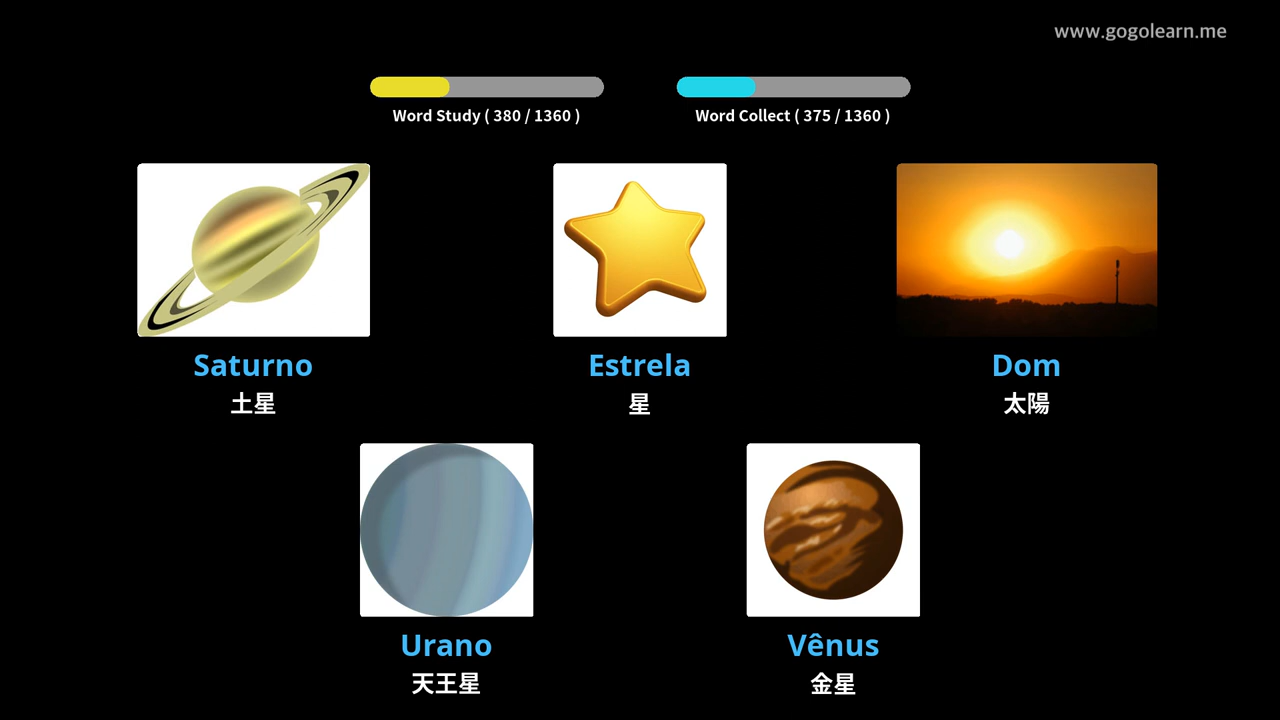 www.gogolearn.me
Word Study ( 380 / 1360 )
Word Collect ( 375 / 1360 )
Saturno
土星
Estrela
星
Dom
太陽
Urano
天王星
Vênus
金星